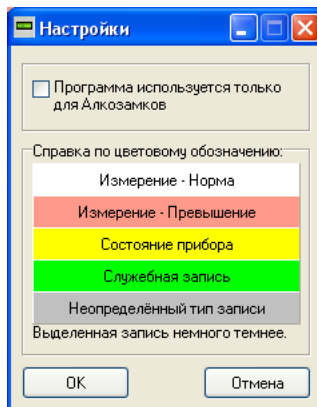 Настройки
Программа используется только
для Алкозамков
Справка по цветовому обозначению:
Измерение - Норма
Измерение - Превышение
Состояние прибора
Служебная запись
Неопределённый тип записи
Выделенная запись немного темнее.
OK
Отмена